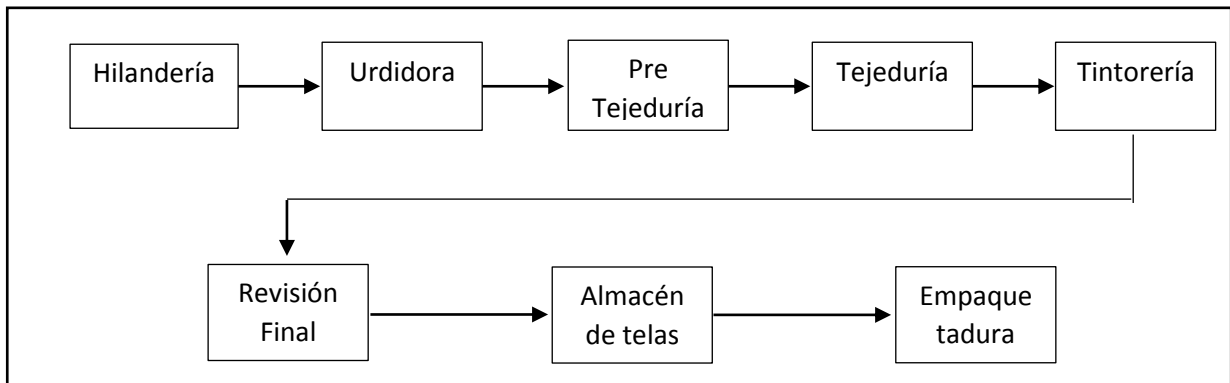 Hilandería
Urdidora
Pre
Tejeduría
Tejeduría
Tintorería
Revisión
Final
Almacén
de telas
Empaque
tadura